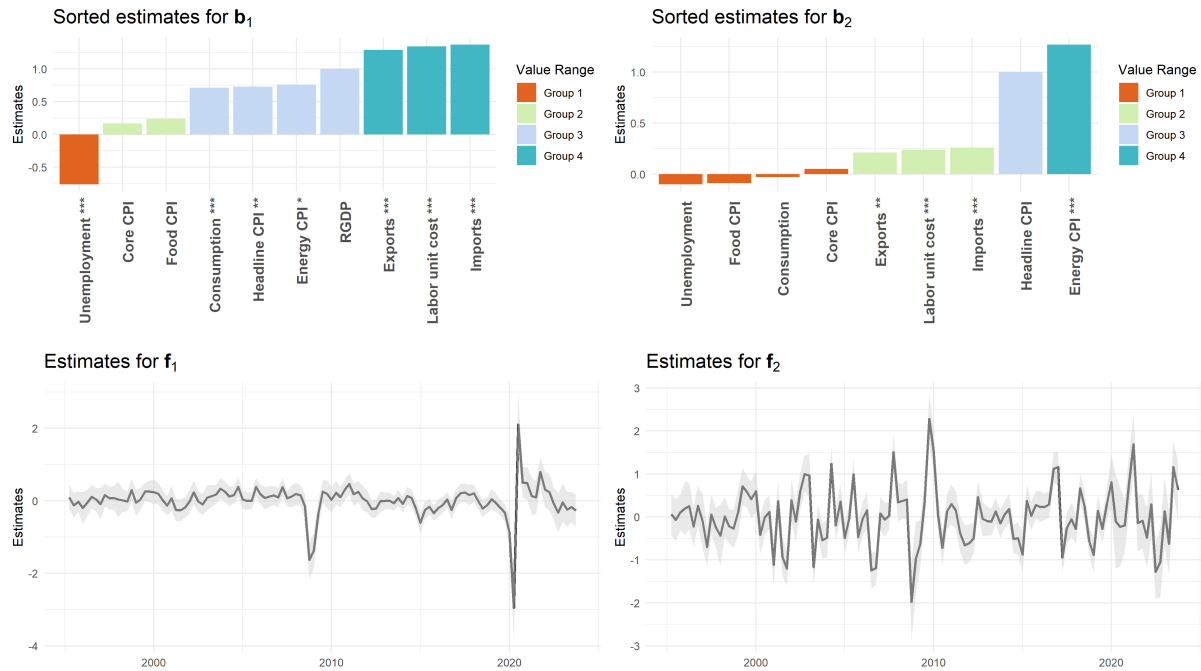 Sorted estimates for b1
Estimates
1.0
0.5
0.0
-0.5
Unemployment ***
Core CPI
Food CPI
Consumption ***
Headline CPI **
Energy CPI *
RGDP
Exports ***
Labor unit cost ***
Imports ***
Value Range
Group 1
Group 2
Group 3
Group 4
Sorted estimates for b2
Estimates
1.0
0.5
0.0
Unemployment
Food CPI
Consumption
Core CPI
Exports **
Labor unit cost ***
Imports ***
Headline CPI
Energy CPI ***
Value Range
Group 1
Group 2
Group 3
Group 4
Estimates for f1
Estimates
2
0
-2
-4
2000
2010
2020
Estimates for f2
Estimates
3
2
1
0
-1
-2
-3
2000
2010
2020